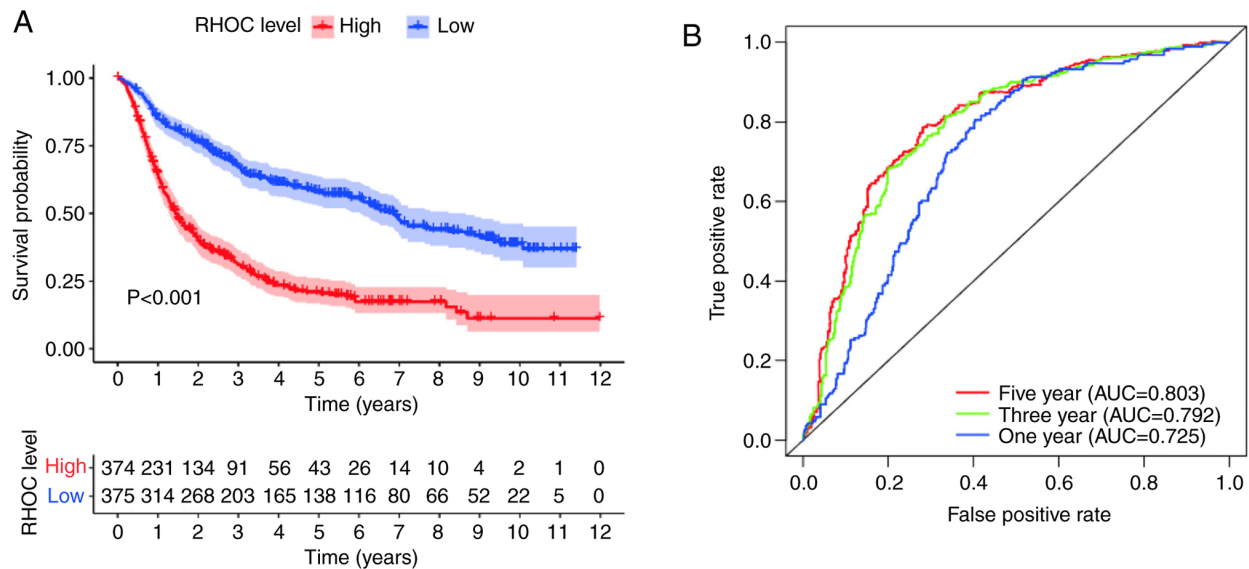 A
RHOC level High Low
Survival probability
1.00
0.75
0.50
0.25
0.00
P<0.001
0 1 2 3 4 5 6 7 8 9 10 11 12
Time (years)
RHOC level
High 374 231 134 91 56 43 26 14 10 4 2 1 0
Low 375 314 268 203 165 138 116 80 66 52 22 5 0
0 1 2 3 4 5 6 7 8 9 10 11 12
Time (years)
B
True positive rate
1.0
0.8
0.6
0.4
0.2
0.0
Five year (AUC=0.803)
Three year (AUC=0.792)
One year (AUC=0.725)
0.0 0.2 0.4 0.6 0.8 1.0
False positive rate